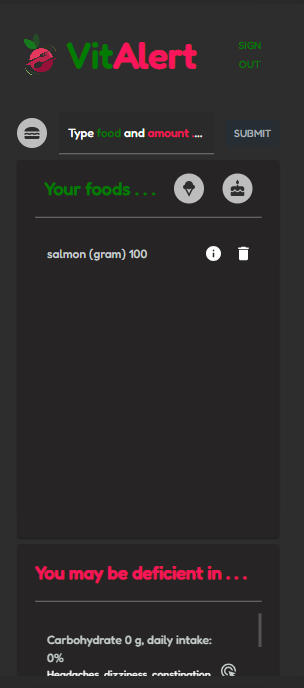 VitAlert
SIGN
OUT
Type food and amount ....
SUBMIT
Your foods . . .
salmon (gram) 100
You may be deficient in . . .
Carbohydrate 0 g, daily intake:
0%
Headaches, dizziness, constipation